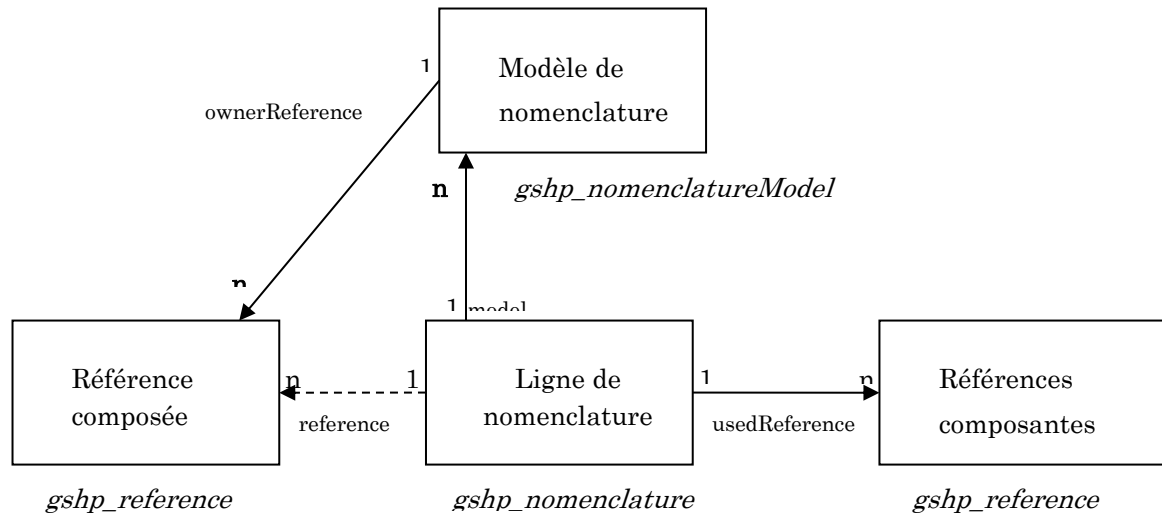 1
Modèle de
nomenclature
ownerReference
n
gshp_nomenclatureModel
n
1
model
Référence
composée
n
1
reference
Ligne de
nomenclature
1
n
usedReference
Références
composantes
gshp_reference
gshp_nomenclature
gshp_reference